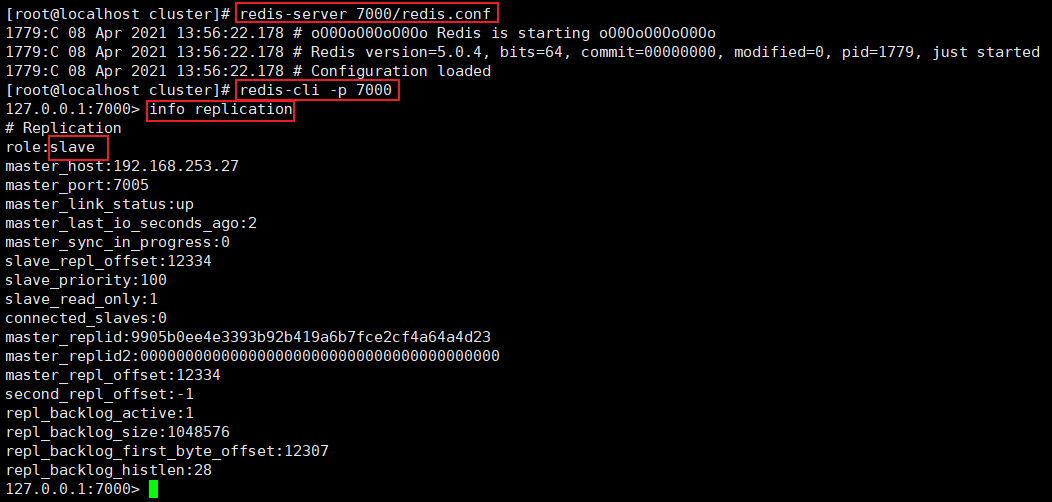 [root@localhost cluster]# redis-server 7000/redis.conf
1779:C 08 Apr 2021 13:56:22.178 # oO0OoO0OoO0Oo Redis is starting oO0OoO0OoO0Oo
1779:C 08 Apr 2021 13:56:22.178 # Redis version=5.0.4, bits=64, commit=00000000, modified=0, pid=1779, just started
1779:C 08 Apr 2021 13:56:22.178 # Configuration loaded
[root@localhost cluster]# redis-cli -p 7000
127.0.0.1:7000> info replication
# Replication
role:slave
master_host:192.168.253.27
master_port:7005
master_link_status:up
master_last_io_seconds_ago:2
master_sync_in_progress:0
slave_repl_offset:12334
slave_priority:100
slave_read_only:1
connected_slaves:0
master_replid:9905b0ee4e3393b92b419a6b7fce2cf4a64a4d23
master_replid2:0000000000000000000000000000000000000000
master_repl_offset:12334
second_repl_offset:-1
repl_backlog_active:1
repl_backlog_size:1048576
repl_backlog_first_byte_offset:12307
repl_backlog_histlen:28
127.0.0.1:7000>